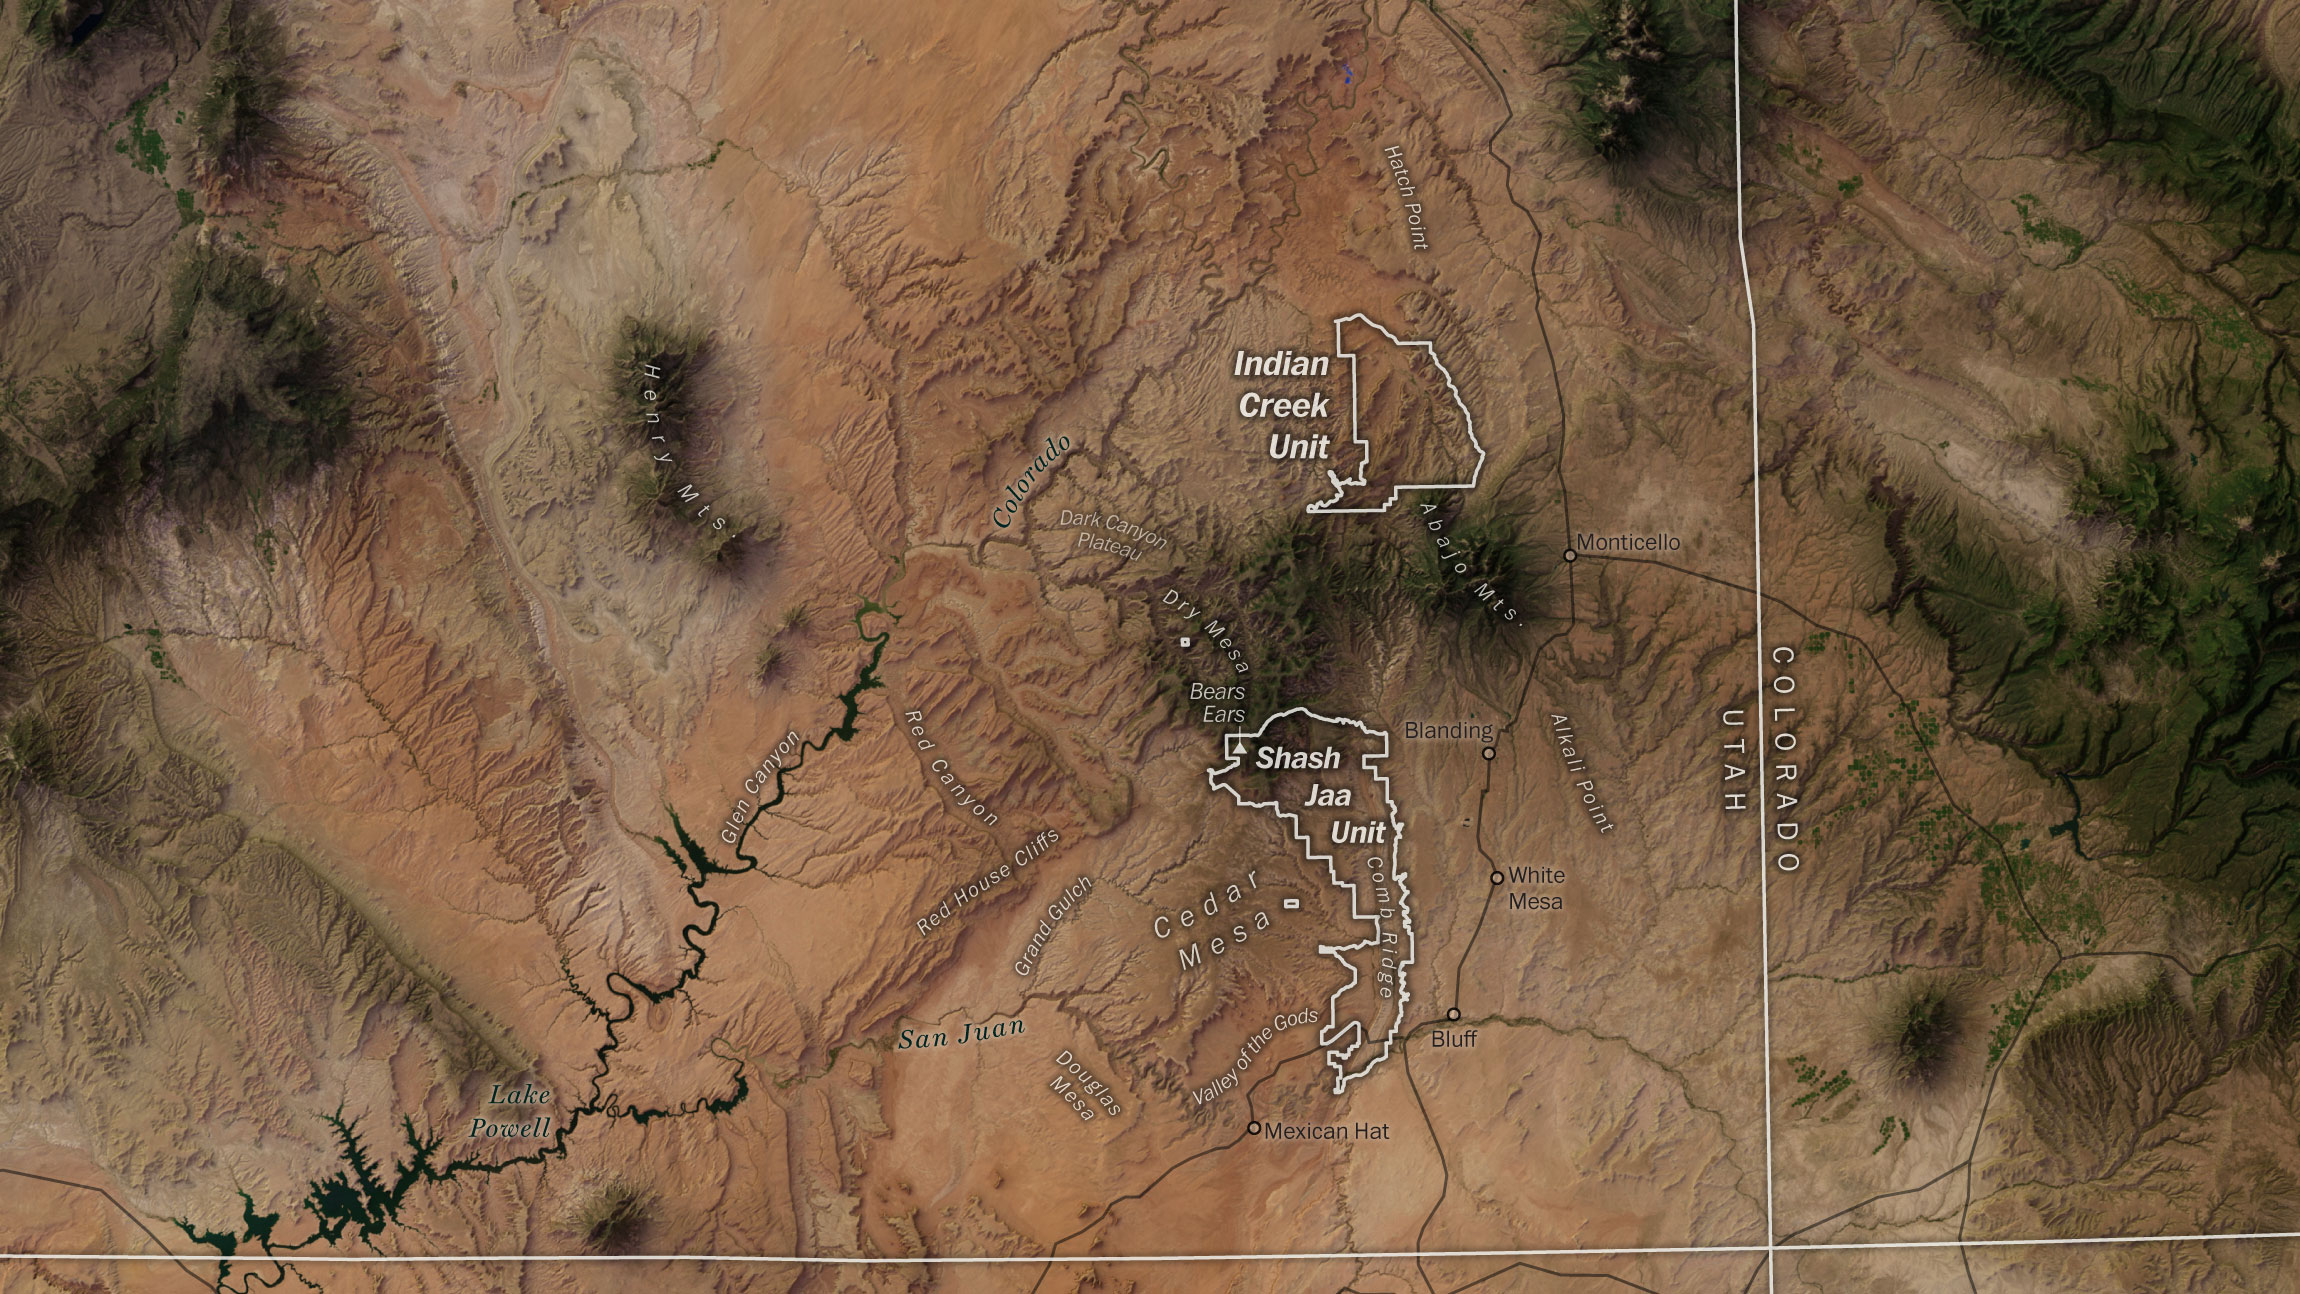 Hatch Point
Indian
Creek
Unit
Henry Mts.
Colorado
Dark Canyon
Plateau
Abajo Mts.
Monticello
Dry Mesa
Bears
Ears
COLORADO
UTAH
Shash
Jaa
Unit
Blanding
Alkali Point
Red Canyon
Glen Canyon
Red House Cliffs
Grand Gulch
Cedar
Mesa
Comb Ridge
White
Mesa
San Juan
Valley of the Gods
Bluff
Douglas
Mesa
Lake
Powell
Mexican Hat